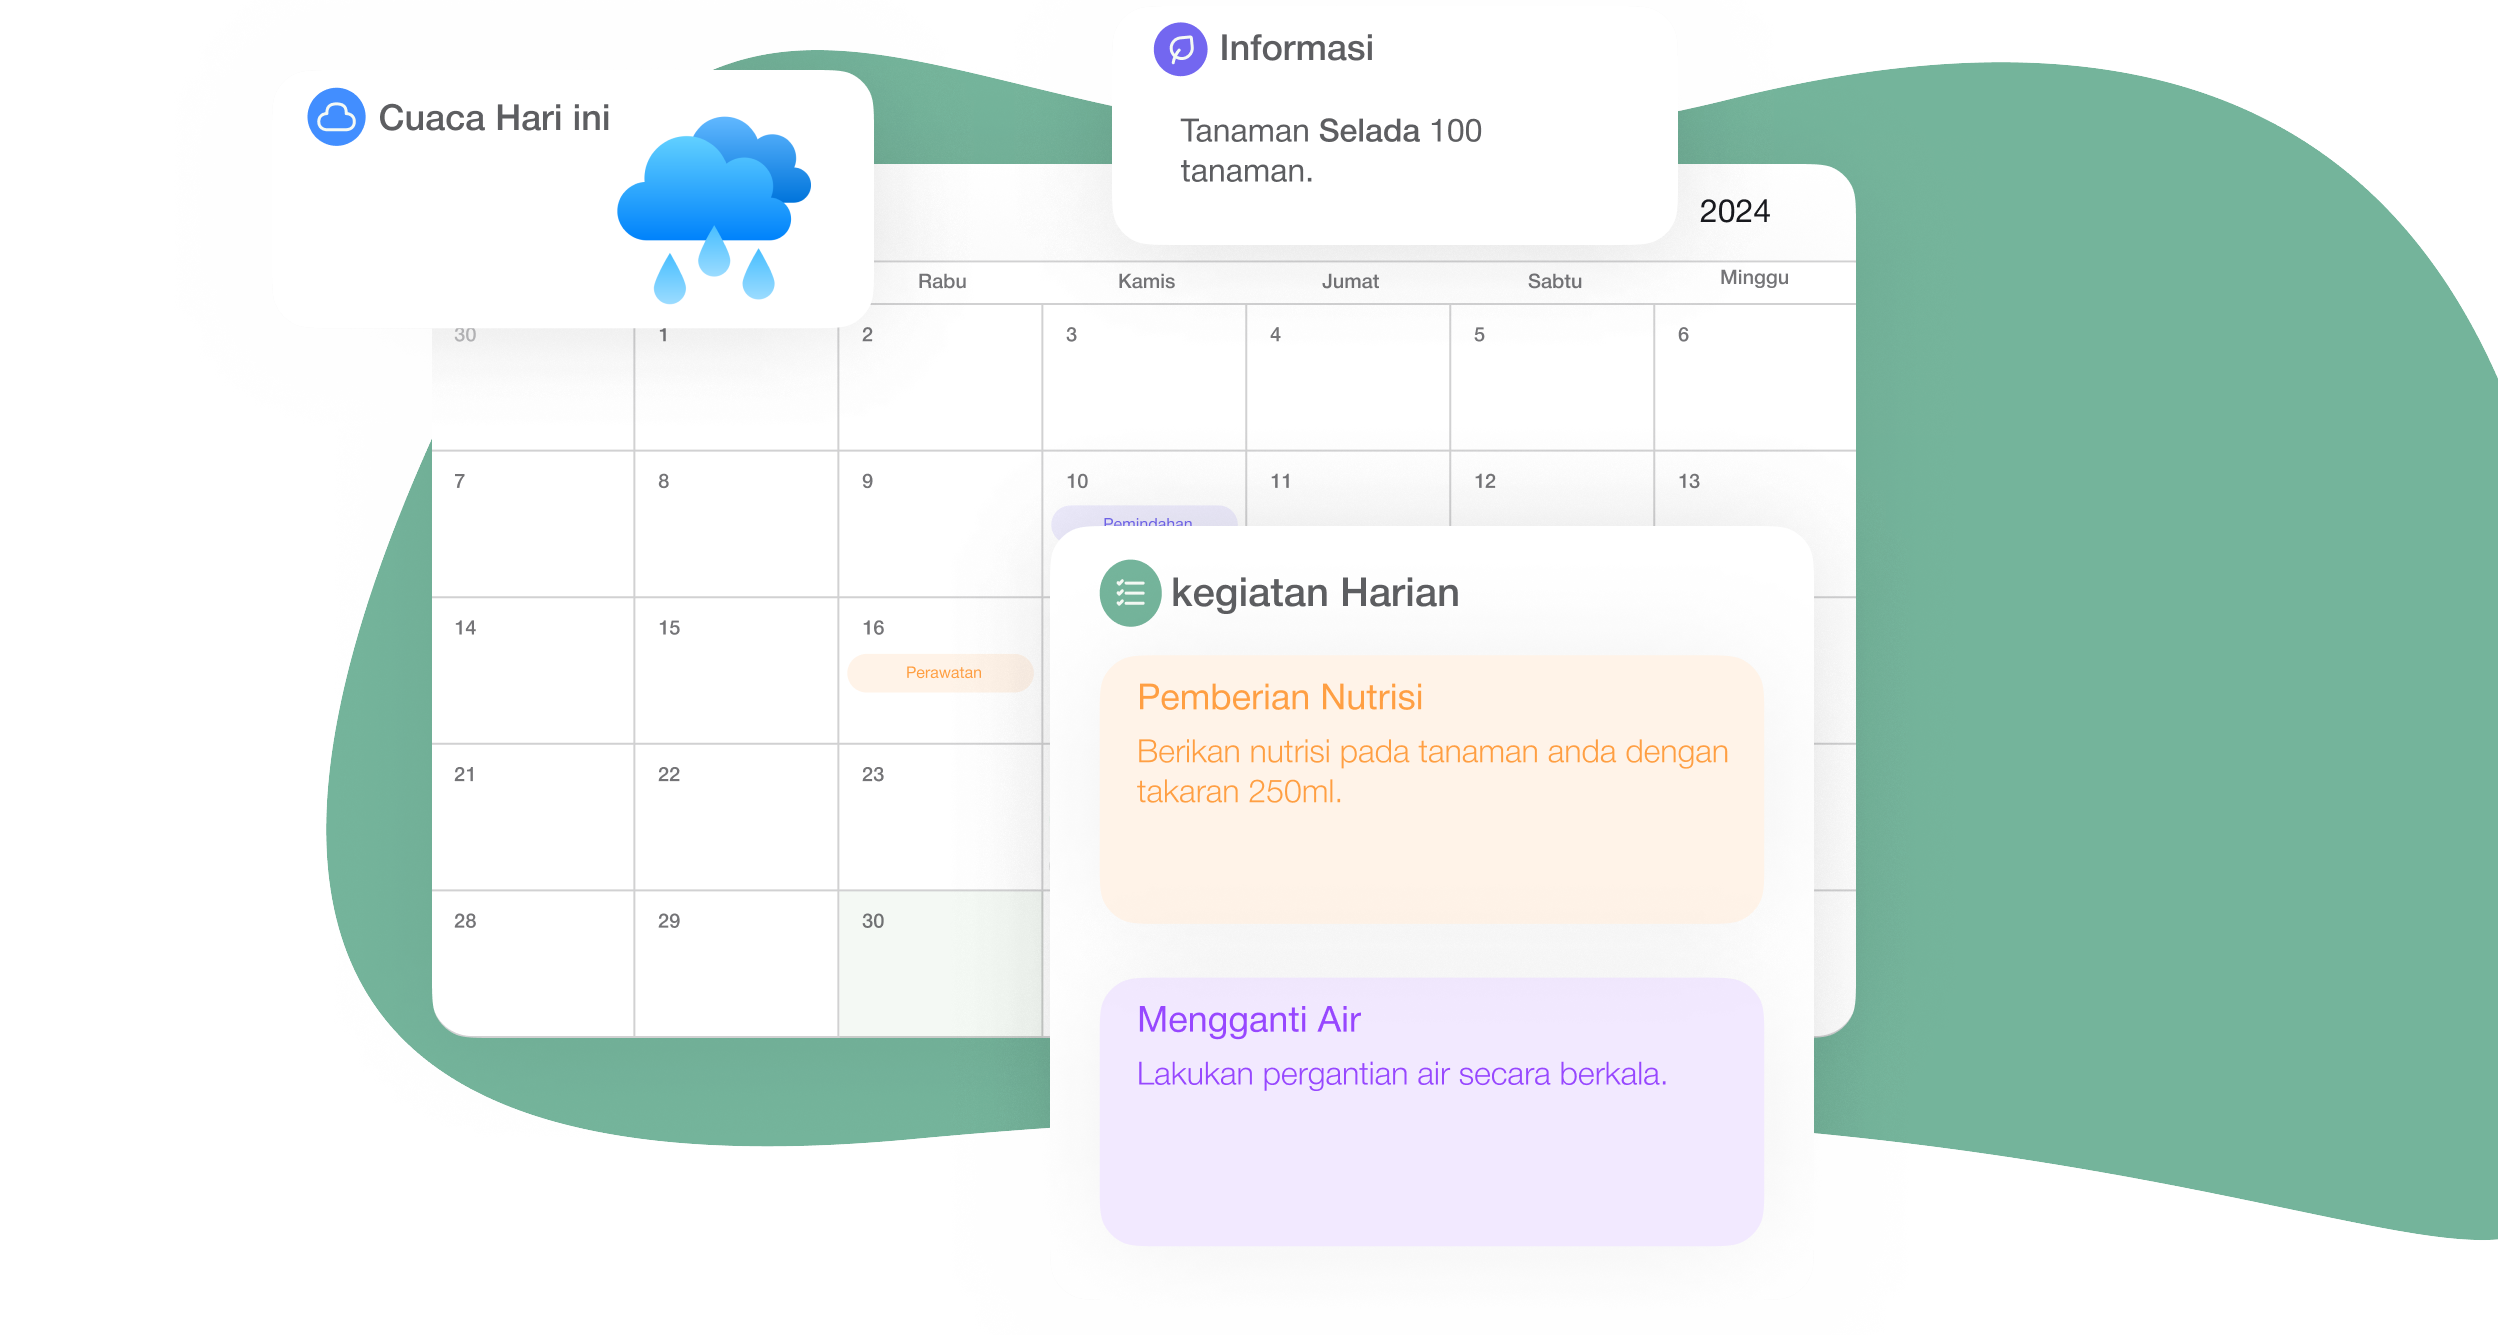 Informasi
Cuaca Hari ini
Tanaman Selada 100
tanaman.
2024
Rabu Kamis Jumat Sabtu Minggu
30 1 2 3 4 5 6
7 8 9 10 11 12 13
Pemindahan
kegiatan Harian
14 15 16
Perawatan
Pemberian Nutrisi
Berikan nutrisi pada tanaman anda dengan
takaran 250ml.
21 22 23
28 29 30
Mengganti Air
Lakukan pergantian air secara berkala.